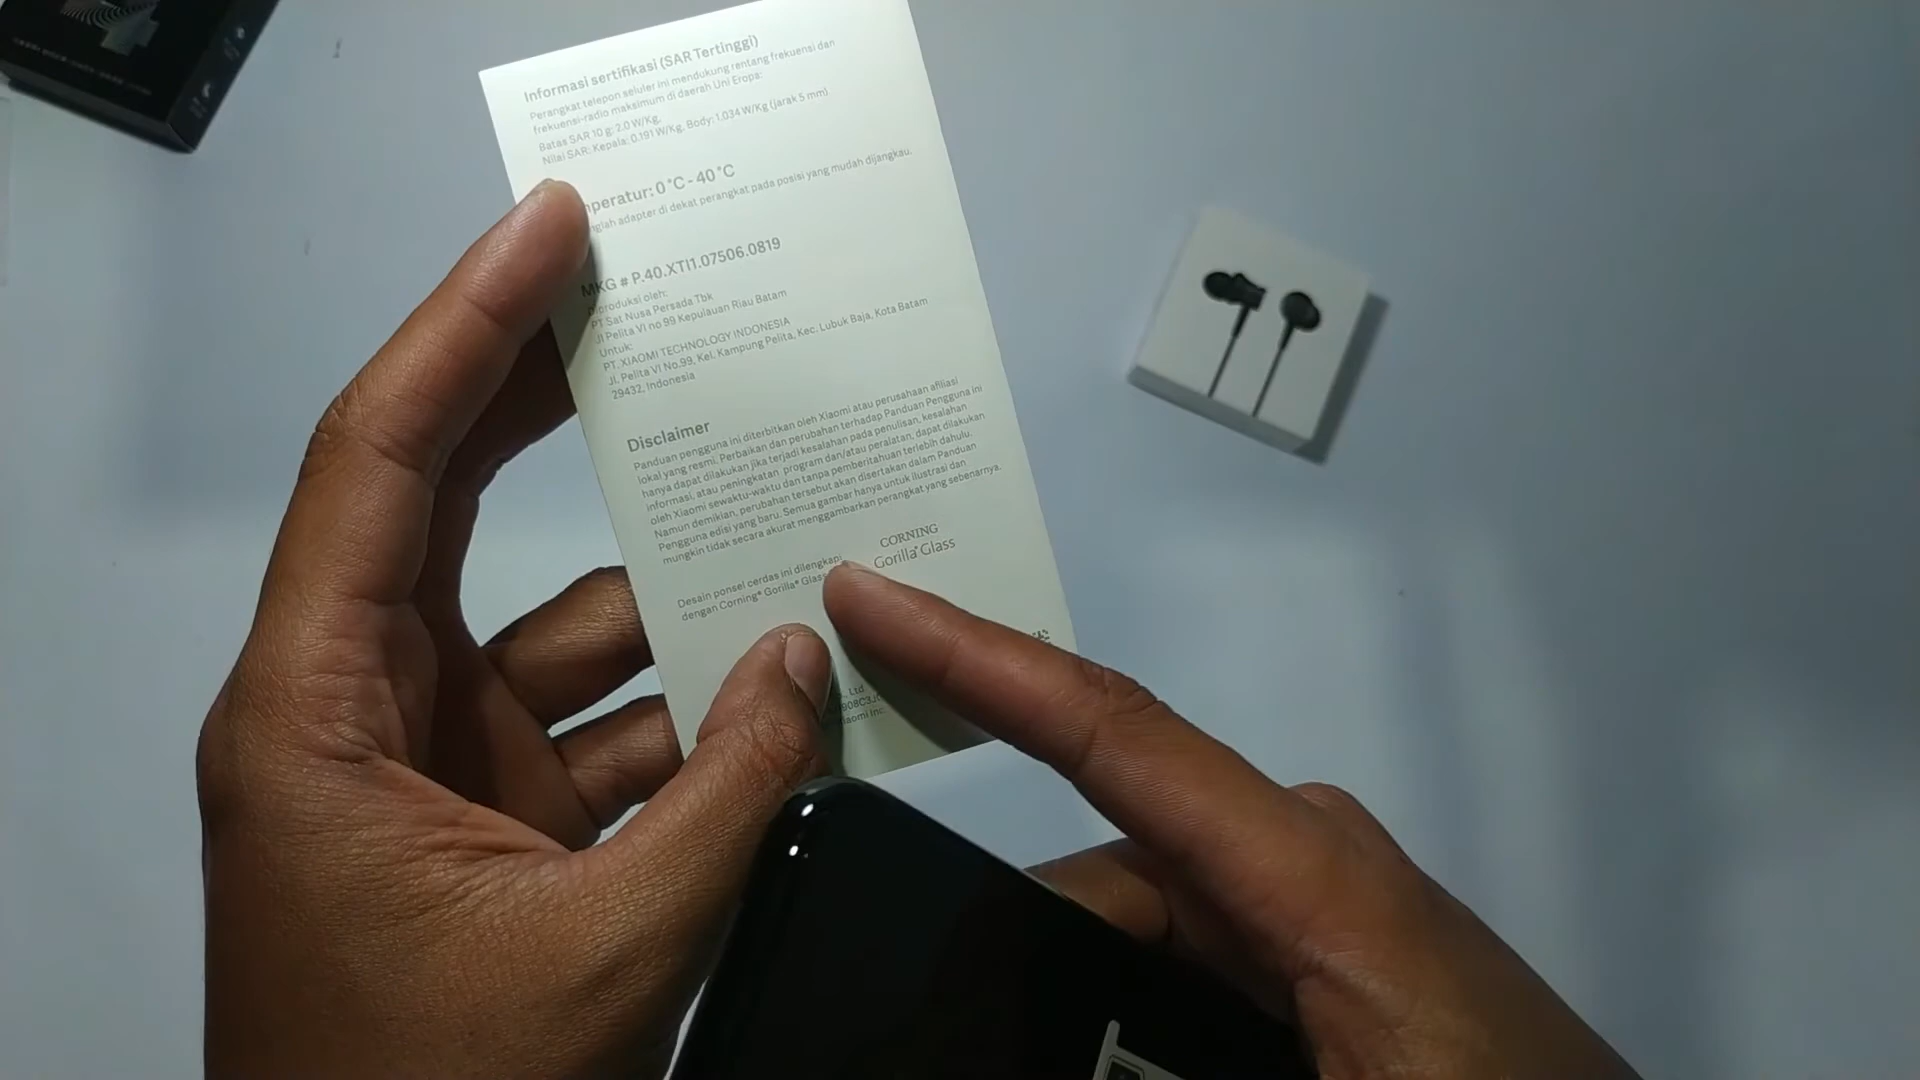 Informasi sertifikasi (SAR Tertinggi)
Perangkat telepon seluler ini mendukung rentang frekuensi dan
frekuensi-radio maksimum di daerah Uni Eropa:
Batas SAR 10 g: 2.0 W/Kg.
Nilai SAR: Kepala: 0.191 W/Kg, Body: 1.034 W/Kg (jarak 5 mm)
mperatur: 0 °C - 40 °C
nglah adapter di dekat perangkat pada posisi yang mudah dijangkau.
MKG # P.40.XTI1.07506.0819
Diproduksi oleh:
PT Sat Nusa Persada Tbk
Jl Pelita VI no 99 Kepulauan Riau Batam
Untuk:
PT. XIAOMI TECHNOLOGY INDONESIA
Jl. Pelita VI No.99, Kel. Kampung Pelita, Kec. Lubuk Baja, Kota Batam
29432, Indonesia
Disclaimer
Panduan pengguna ini diterbitkan oleh Xiaomi atau perusahaan afiliasi
lokal yang resmi. Perbaikan dan perubahan terhadap Panduan Pengguna ini
hanya dapat dilakukan jika terjadi kesalahan pada penulisan, kesalahan
informasi, atau peningkatan program dan/atau peralatan, dapat dilakukan
oleh Xiaomi sewaktu-waktu dan tanpa pemberitahuan terlebih dahulu.
Namun demikian, perubahan tersebut akan disertakan dalam Panduan
Pengguna edisi yang baru. Semua gambar hanya untuk ilustrasi dan
mungkin tidak secara akurat menggambarkan perangkat yang sebenarnya.
Desain ponsel cerdas ini dilengkapi
dengan Corning® Gorilla® Glass
CORNING
Gorilla® Glass
., Ltd
iaomi Inc.